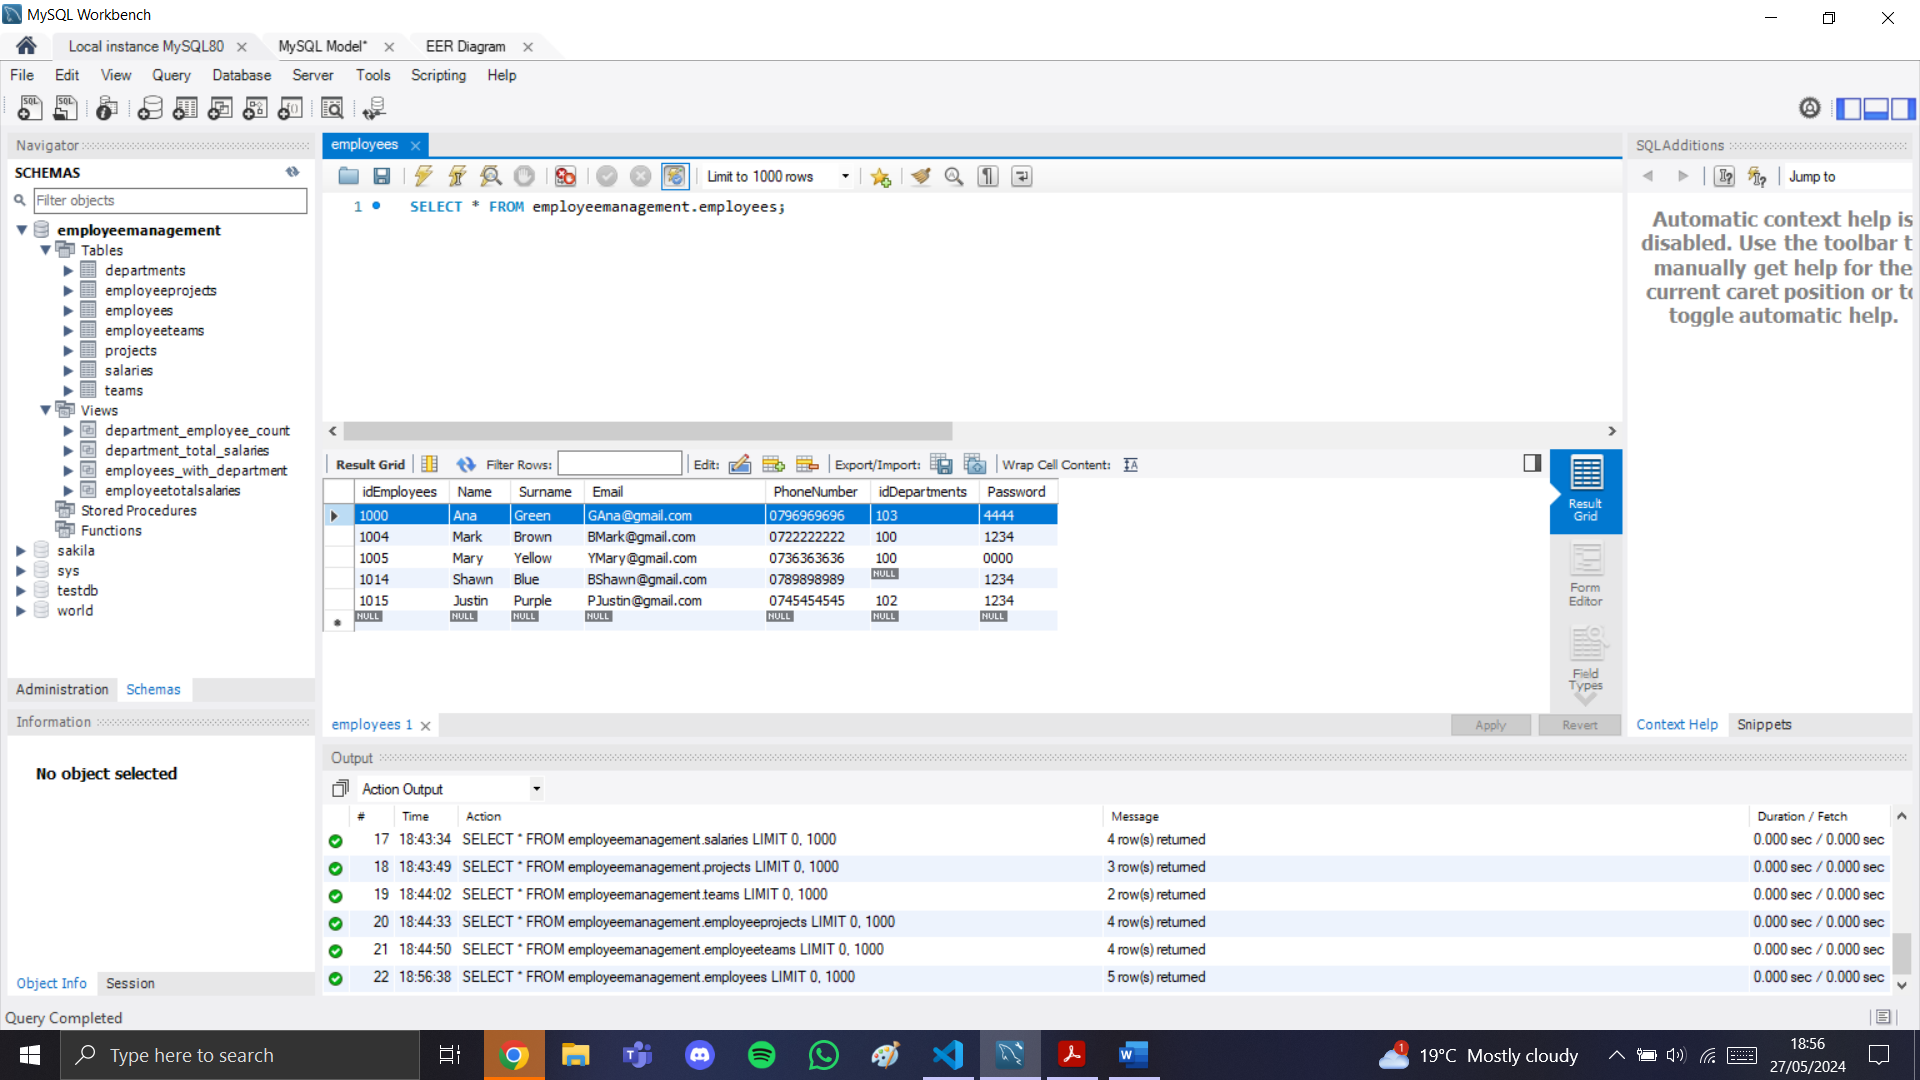 MySQL Workbench
Local instance MySQL80
MySQL Model*
EER Diagram
File Edit View Query Database Server Tools Scripting Help
Navigator
SCHEMAS
Filter objects
employeemanagement
Tables
departments
employeeprojects
employees
employeeteams
projects
salaries
teams
Views
department_employee_count
department_total_salaries
employees_with_department
employeetotalsalaries
Stored Procedures
Functions
sakila
sys
testdb
world
Administration Schemas
Information
No object selected
Object Info Session
Query Completed
employees
Limit to 1000 rows
1 SELECT * FROM employeemanagement.employees;
Result Grid Filter Rows: Edit: Export/Import: Wrap Cell Content:
idEmployees Name Surname Email PhoneNumber idDepartments Password
1000 Ana Green GAna@gmail.com 0796969696 103 4444
1004 Mark Brown BMark@gmail.com 0722222222 100 1234
1005 Mary Yellow YMary@gmail.com 0736363636 100 0000
1014 Shawn Blue BShawn@gmail.com 0789898989 NULL 1234
1015 Justin Purple PJustin@gmail.com 0745454545 102 1234
NULL NULL NULL NULL NULL NULL NULL
Result Grid
Form Editor
Field Types
employees 1
Apply Revert
SQLAdditions
Jump to
Automatic context help is
disabled. Use the toolbar t
manually get help for the
current caret position or to
toggle automatic help.
Context Help Snippets
Output
Action Output
# Time Action Message Duration / Fetch
17 18:43:34 SELECT * FROM employeemanagement.salaries LIMIT 0, 1000 4 row(s) returned 0.000 sec / 0.000 sec
18 18:43:49 SELECT * FROM employeemanagement.projects LIMIT 0, 1000 3 row(s) returned 0.000 sec / 0.000 sec
19 18:44:02 SELECT * FROM employeemanagement.teams LIMIT 0, 1000 2 row(s) returned 0.000 sec / 0.000 sec
20 18:44:33 SELECT * FROM employeemanagement.employeeprojects LIMIT 0, 1000 4 row(s) returned 0.000 sec / 0.000 sec
21 18:44:50 SELECT * FROM employeemanagement.employeeteams LIMIT 0, 1000 4 row(s) returned 0.000 sec / 0.000 sec
22 18:56:38 SELECT * FROM employeemanagement.employees LIMIT 0, 1000 5 row(s) returned 0.000 sec / 0.000 sec
Type here to search
1
19°C Mostly cloudy
18:56
27/05/2024